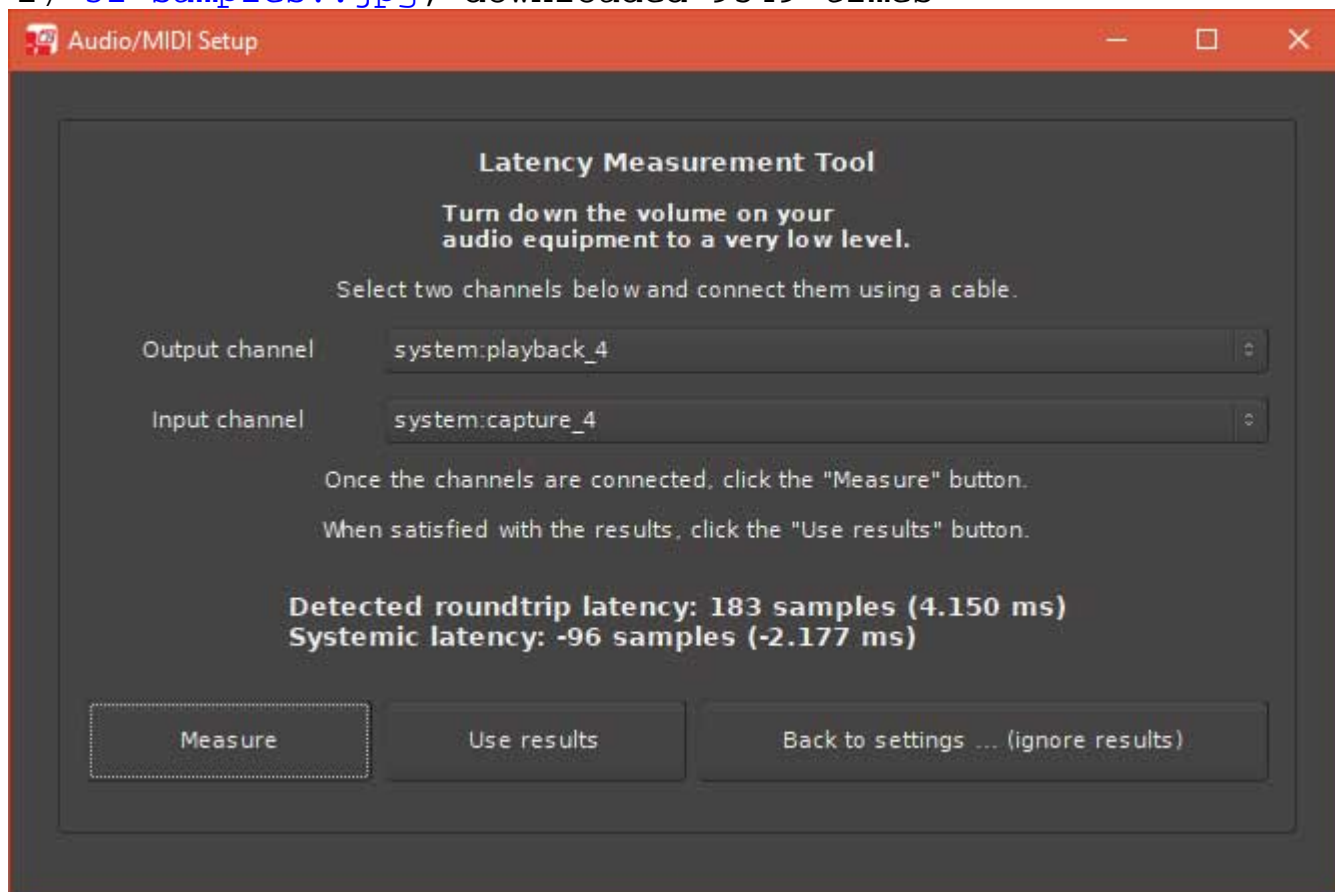 Audio/MIDI Setup
Latency Measurement Tool
Turn down the volume on your
audio equipment to a very low level.
Select two channels below and connect them using a cable.
Output channel system:playback_4
Input channel system:capture_4
Once the channels are connected, click the "Measure" button.
When satisfied with the results, click the "Use results" button.
Detected roundtrip latency: 183 samples (4.150 ms)
Systemic latency: -96 samples (-2.177 ms)
Measure Use results Back to settings ... (ignore results)